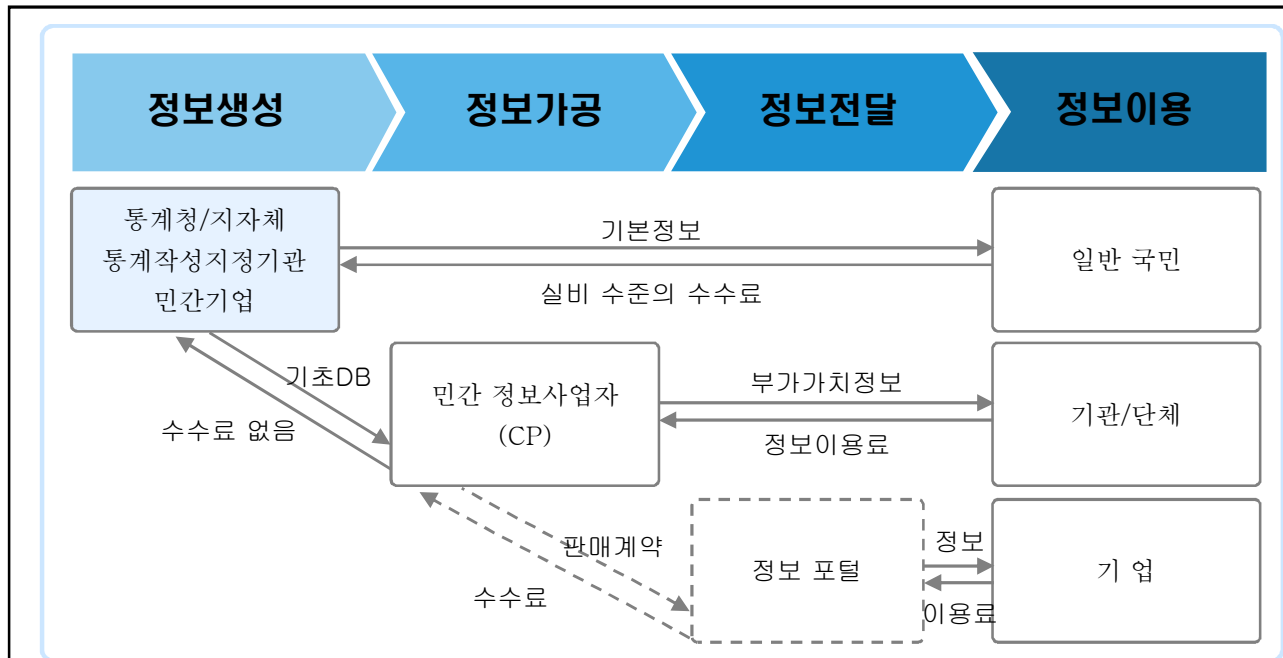 정보생성
정보가공
정보전달
정보이용
통계청/지자체
통계작성지정기관
민간기업
기본정보
실비 수준의 수수료
일반 국민
기초DB
수수료 없음
민간 정보사업자
(CP)
부가가치정보
정보이용료
기관/단체
판매계약
수수료
정보 포털
정보
이용료
기 업